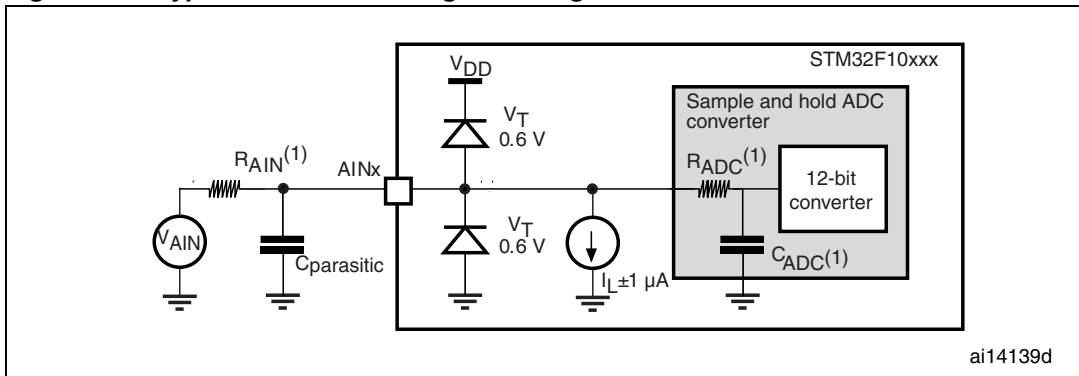 STM32F10xxx
VDD
Sample and hold ADC
converter
VT
0.6 V
RAIN(1)
AINx
RADC(1)
12-bit
converter
VAIN
Cparasitic
VT
0.6 V
IL±1 µA
CADC(1)
ai14139d